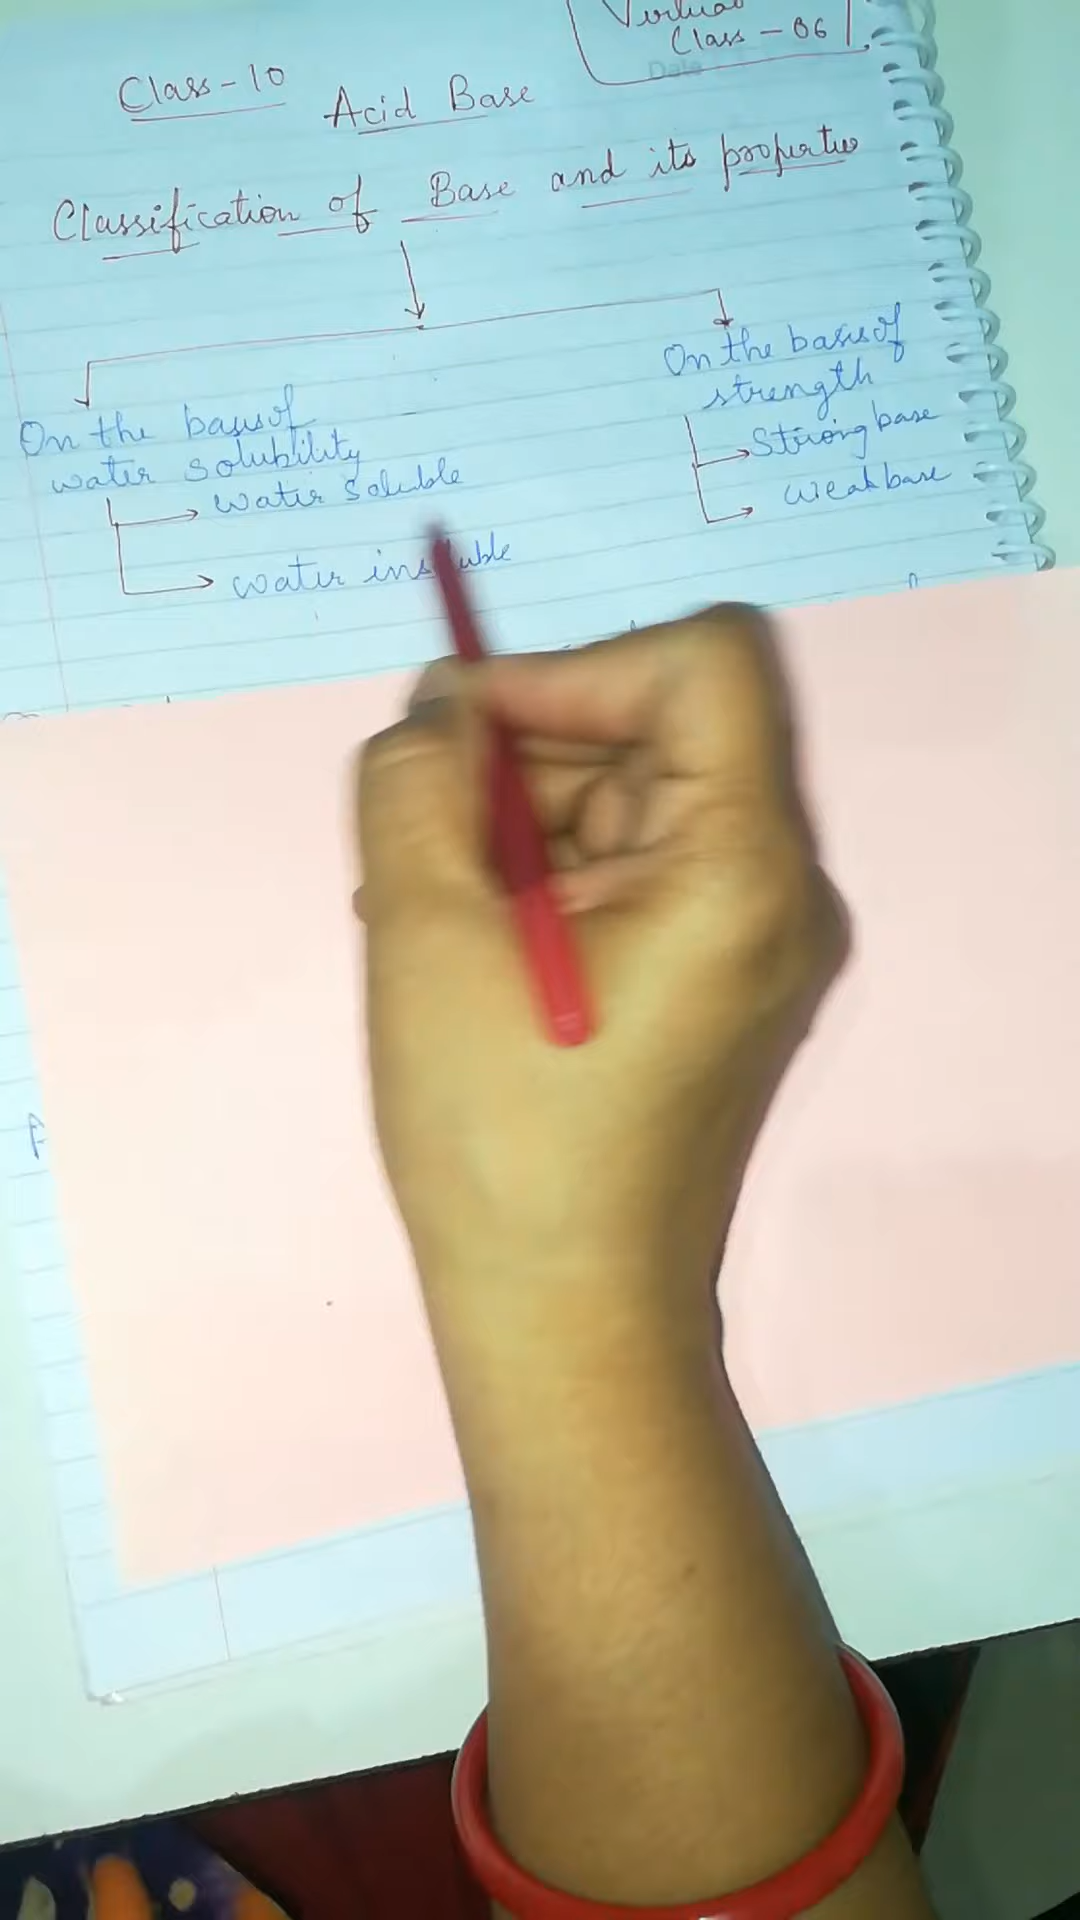 Virtual
Class - 06
Date
Class-10
Acid Base
Classification of Base and its properties
On the basis of
water solubility
water soluble
water insoluble
On the basis of
strength
Strong base
weak base